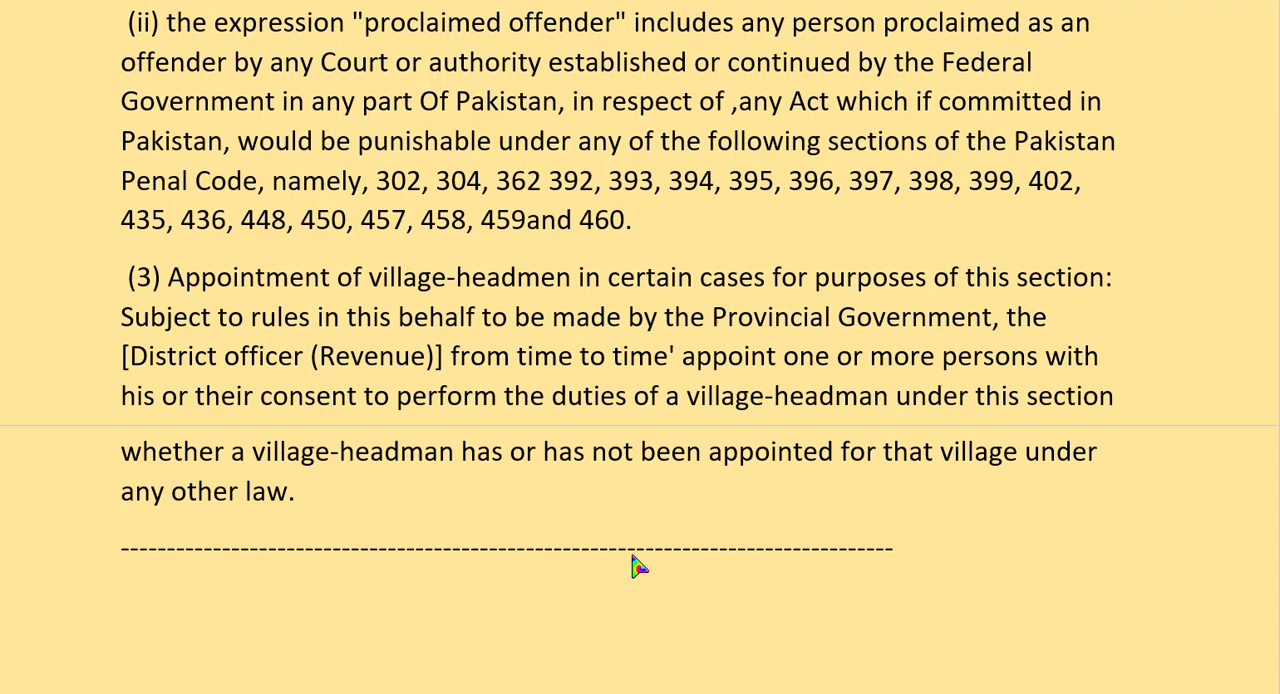 (ii) the expression "proclaimed offender" includes any person proclaimed as an
offender by any Court or authority established or continued by the Federal
Government in any part Of Pakistan, in respect of ,any Act which if committed in
Pakistan, would be punishable under any of the following sections of the Pakistan
Penal Code, namely, 302, 304, 362 392, 393, 394, 395, 396, 397, 398, 399, 402,
435, 436, 448, 450, 457, 458, 459and 460.
(3) Appointment of village-headmen in certain cases for purposes of this section:
Subject to rules in this behalf to be made by the Provincial Government, the
[District officer (Revenue)] from time to time' appoint one or more persons with
his or their consent to perform the duties of a village-headman under this section
whether a village-headman has or has not been appointed for that village under
any other law.
------------------------------------------------------------------------------------